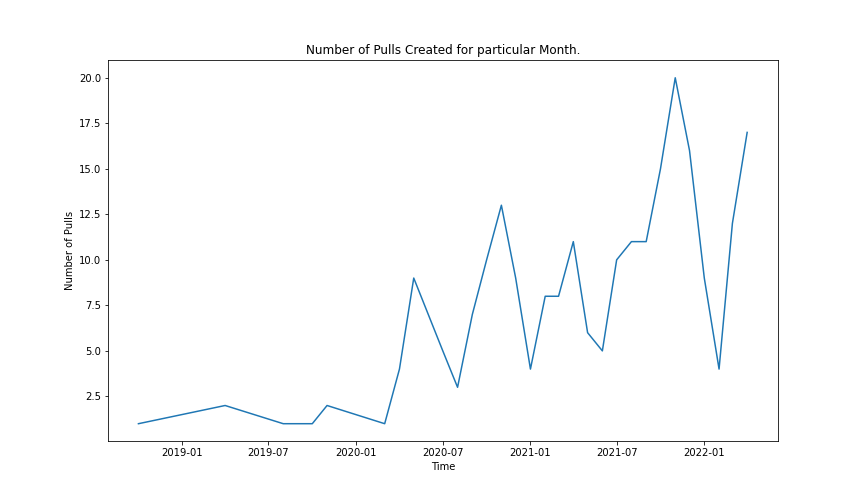 Number of Pulls Created for particular Month.
20.0
17.5
15.0
12.5
10.0
7.5
5.0
2.5
Number of Pulls
2019-01 2019-07 2020-01 2020-07 2021-01 2021-07 2022-01
Time